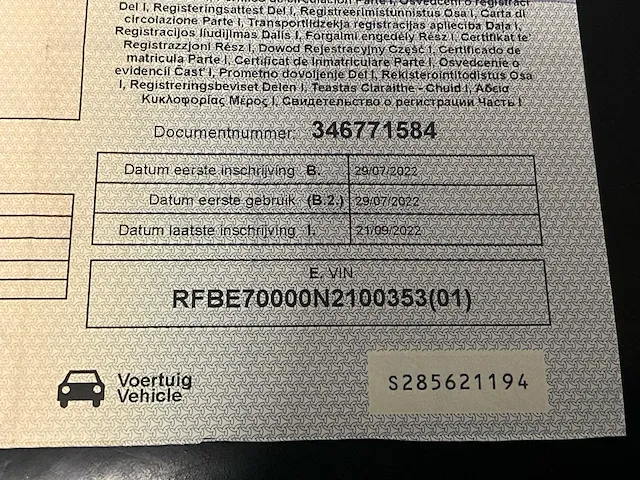 Del I, Registreringsattest Del I, Registreerimistunnistus Osa I, Carta di
circolazione Parte I, Transportlīdzekļa reģistrācijas apliecība Daļa I,
Registracijos liudijimas Dalis I, Forgalmi engedély Rész I, Ċertifikat ta'
Reġistrazzjoni Rész I, Dowód Rejestracyjny Część I, Certificado de
matrícula Parte I, Certificat de înmatriculare Parte I, Osvedčenie o
evidencii Časť I, Prometno dovoljenje Del I, Rekisteröintitodistus Osa
I, Registreringsbeviset Delen I, Teastas Cláraithe - Chuid I, Άδεια
Κυκλοφορίας Μέρος I, Свидетелство о регистрации Часть I
Documentnummer: 346771584
Datum eerste inschrijving B. 29/07/2022
Datum eerste gebruik (B.2.) 29/07/2022
Datum laatste inschrijving I. 21/09/2022
E. VIN
RFBE70000N2100353(01)
Voertuig
Vehicle
S285621194